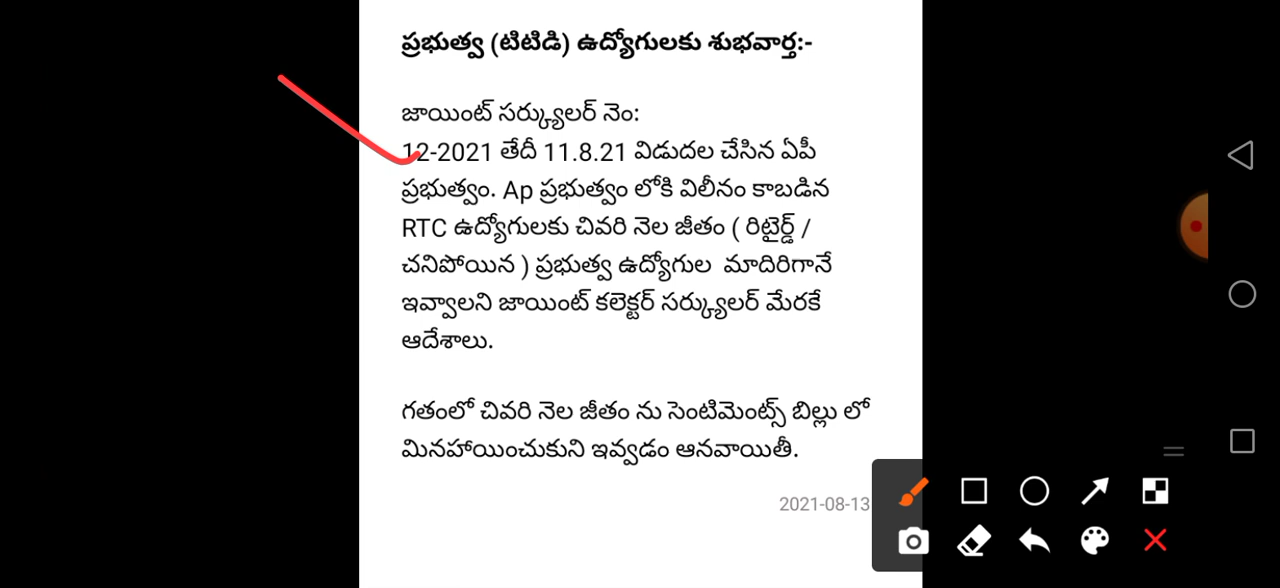 ప్రభుత్వ (టిటిడి) ఉద్యోగులకు శుభవార్త:-
జాయింట్ సర్క్యులర్ నెం:
12-2021 తేదీ 11.8.21 విడుదల చేసిన ఏపీ
ప్రభుత్వం. Ap ప్రభుత్వం లోకి విలీనం కాబడిన
RTC ఉద్యోగులకు చివరి నెల జీతం ( రిటైర్డ్ /
చనిపోయిన ) ప్రభుత్వ ఉద్యోగుల మాదిరిగానే
ఇవ్వాలని జాయింట్ కలెక్టర్ సర్క్యులర్ మేరకే
ఆదేశాలు.
గతంలో చివరి నెల జీతం ను సెంటిమెంట్స్ బిల్లు లో
మినహాయించుకుని ఇవ్వడం ఆనవాయితీ.
2021-08-13